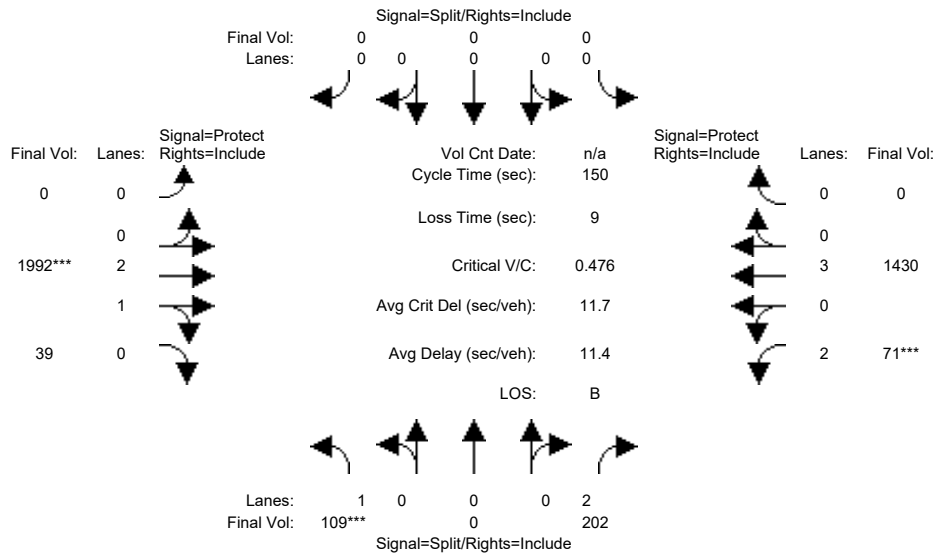 Signal=Split/Rights=Include
Final Vol: 0 0 0
Lanes: 0 0 0 0 0
Signal=Protect
Final Vol: Lanes: Rights=Include
Vol Cnt Date: n/a
Signal=Protect
Rights=Include Lanes: Final Vol:
Cycle Time (sec): 150
0 0
0 0
Loss Time (sec): 9
0
0
1992*** 2
Critical V/C: 0.476
3 1430
1
Avg Crit Del (sec/veh): 11.7
0
39 0
Avg Delay (sec/veh): 11.4
2 71***
LOS: B
Lanes: 1 0 0 0 2
Final Vol: 109*** 0 202
Signal=Split/Rights=Include